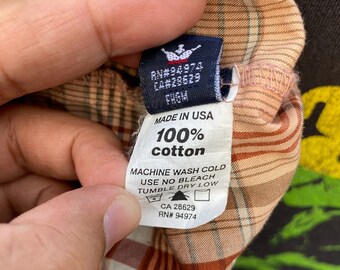 RN#94974
CA#28629
FHGM
MADE IN USA
100%
cotton
MACHINE WASH COLD
USE NO BLEACH
TUMBLE DRY LOW
CA 28629
RN# 94974